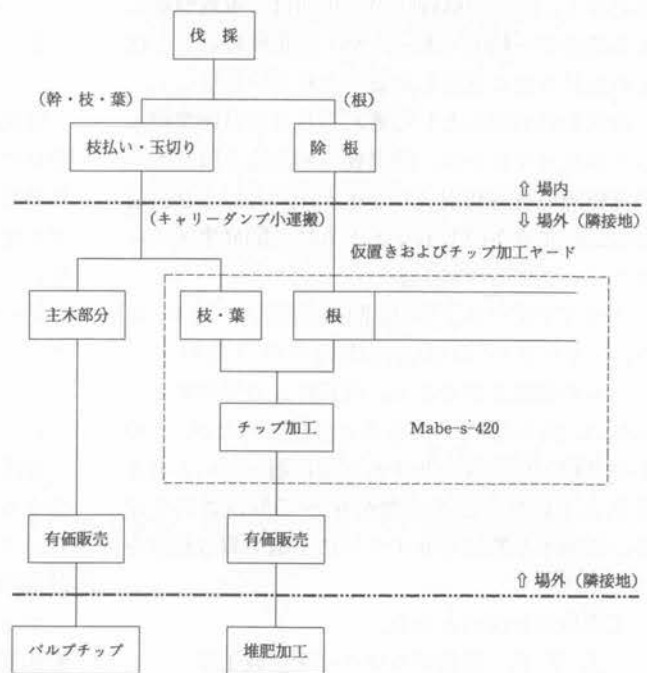 伐 採
(幹・枝・葉)
(根)
枝払い・玉切り
除 根
⇧ 場内
(キャリーダンプ小運搬)
⇩ 場外 (隣接地)
仮置きおよびチップ加工ヤード
主木部分
枝・葉
根
チップ加工
Mabe-s-420
有価販売
有価販売
⇧ 場外 (隣接地)
パルプチップ
堆肥加工